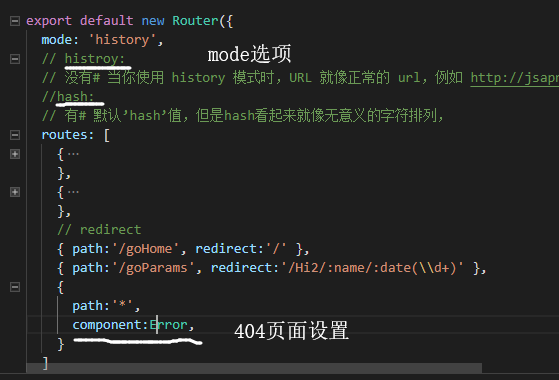 export default new Router({
mode: 'history',
mode选项
// histroy:
// 没有# 当你使用 history 模式时，URL 就像正常的 url，例如 http://jsapr
//hash:
// 有# 默认’hash’值，但是hash看起来就像无意义的字符排列，
routes: [
{ ···
},
{ ···
},
// redirect
{ path:'/goHome', redirect:'/' },
{ path:'/goParams', redirect:'/Hi2/:name/:date(\\d+)' },
{
path:'*',
component:Error,
404页面设置
}
]